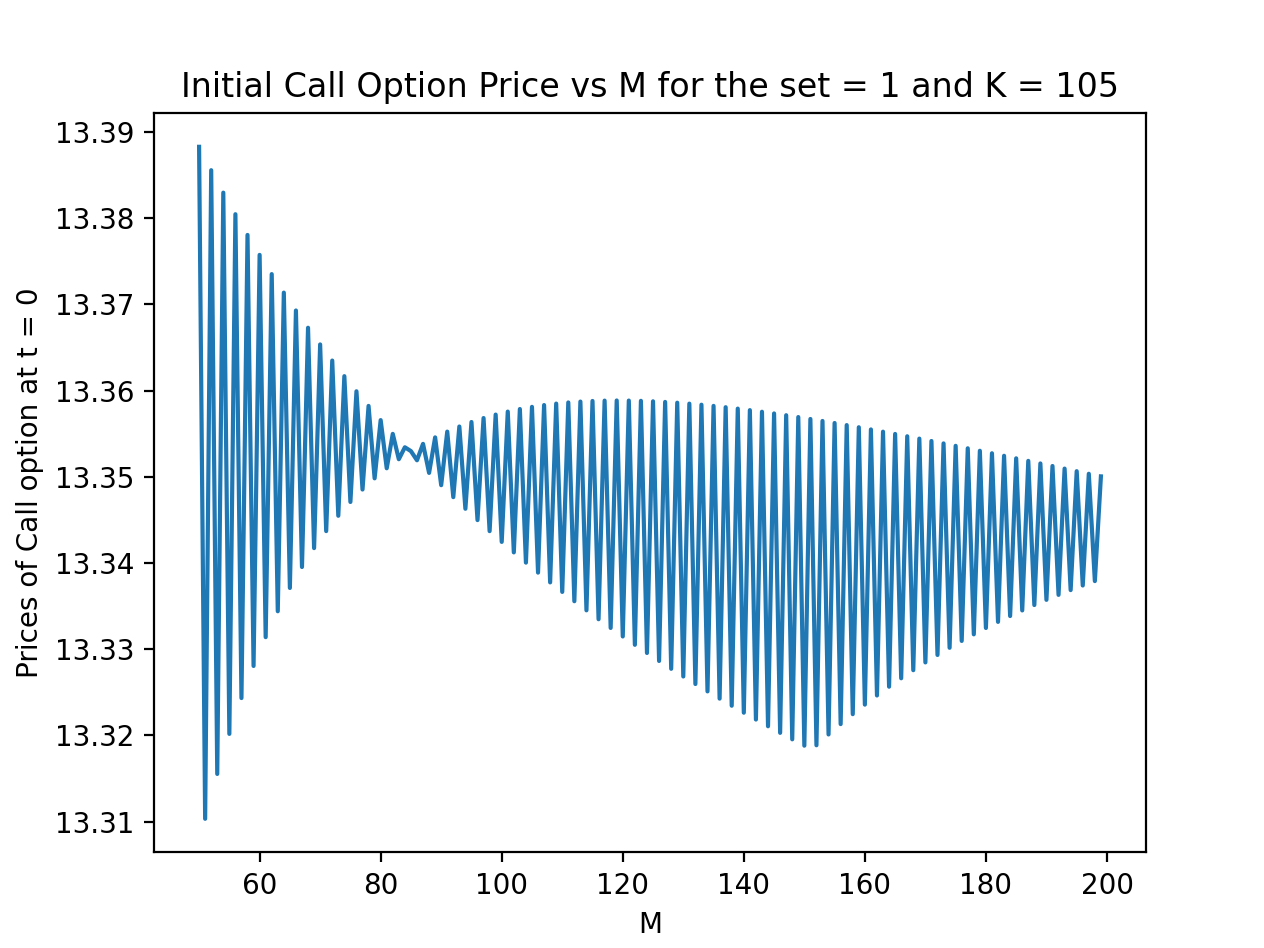 Initial Call Option Price vs M for the set = 1 and K = 105
Prices of Call option at t = 0
13.39
13.38
13.37
13.36
13.35
13.34
13.33
13.32
13.31
60 80 100 120 140 160 180 200
M